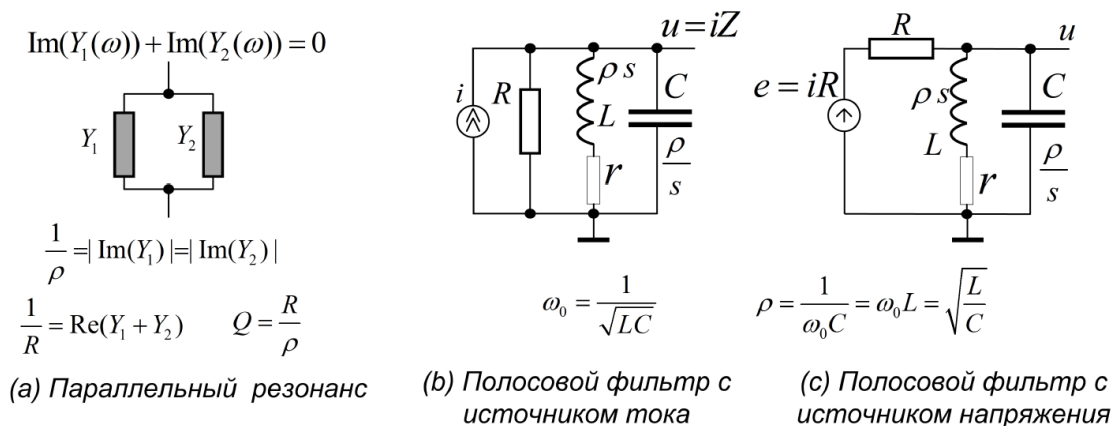 Im(Y₁(ω))+Im(Y₂(ω))=0
Y₁
Y₂
1/ρ=|Im(Y₁)|=|Im(Y₂)|
1/R=Re(Y₁+Y₂) Q=R/ρ
(a) Параллельный резонанс
u=iZ
i
R
ρs
L
r
C
ρ/s
ω₀=1/√LC
(b) Полосовой фильтр с
источником тока
R
u
e=iR
ρs
L
r
C
ρ/s
ρ=1/ω₀C=ω₀L=√L/C
(c) Полосовой фильтр с
источником напряжения